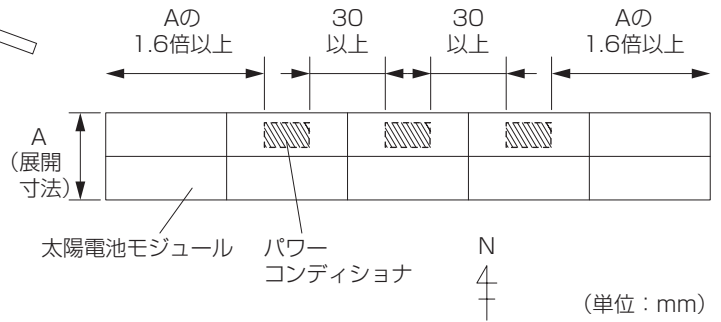 Aの
1.6倍以上
30
以上
30
以上
Aの
1.6倍以上
A
(展開
寸法)
太陽電池モジュール
パワー
コンディショナ
N
(単位：mm)